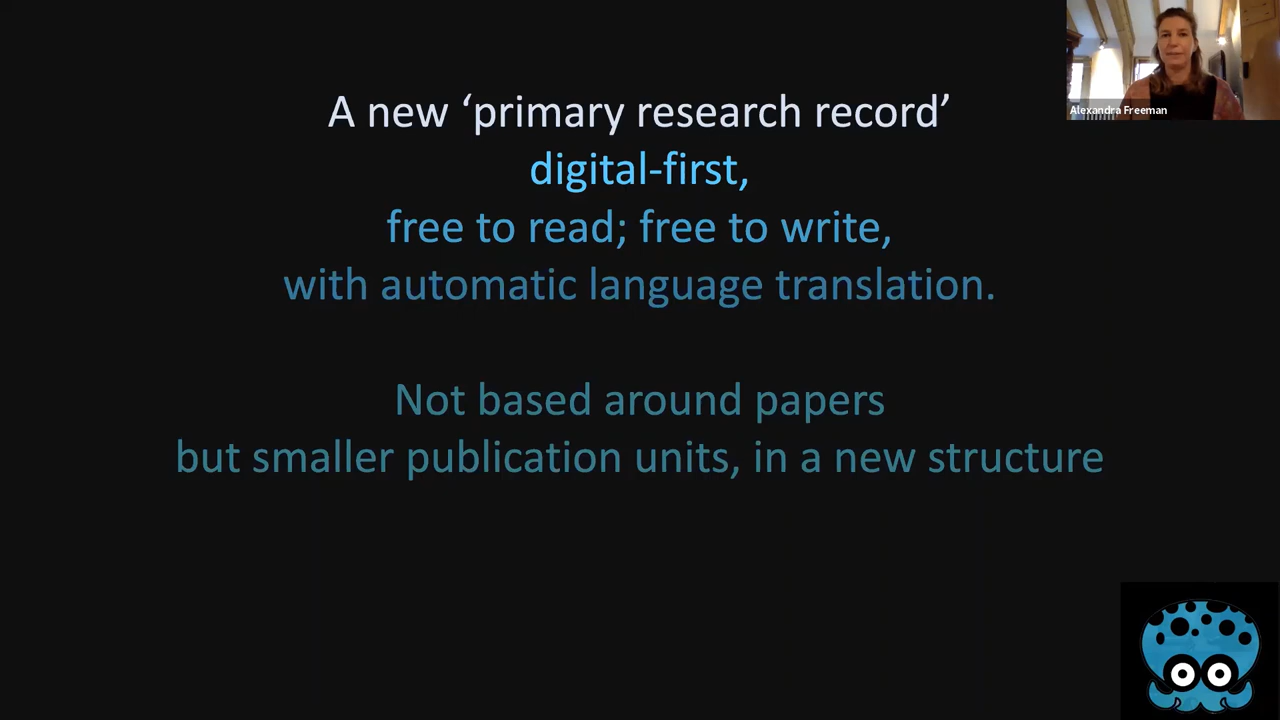 A new ‘primary research record’
digital-first,
free to read; free to write,
with automatic language translation.
Not based around papers
but smaller publication units, in a new structure
Alexandra Freeman